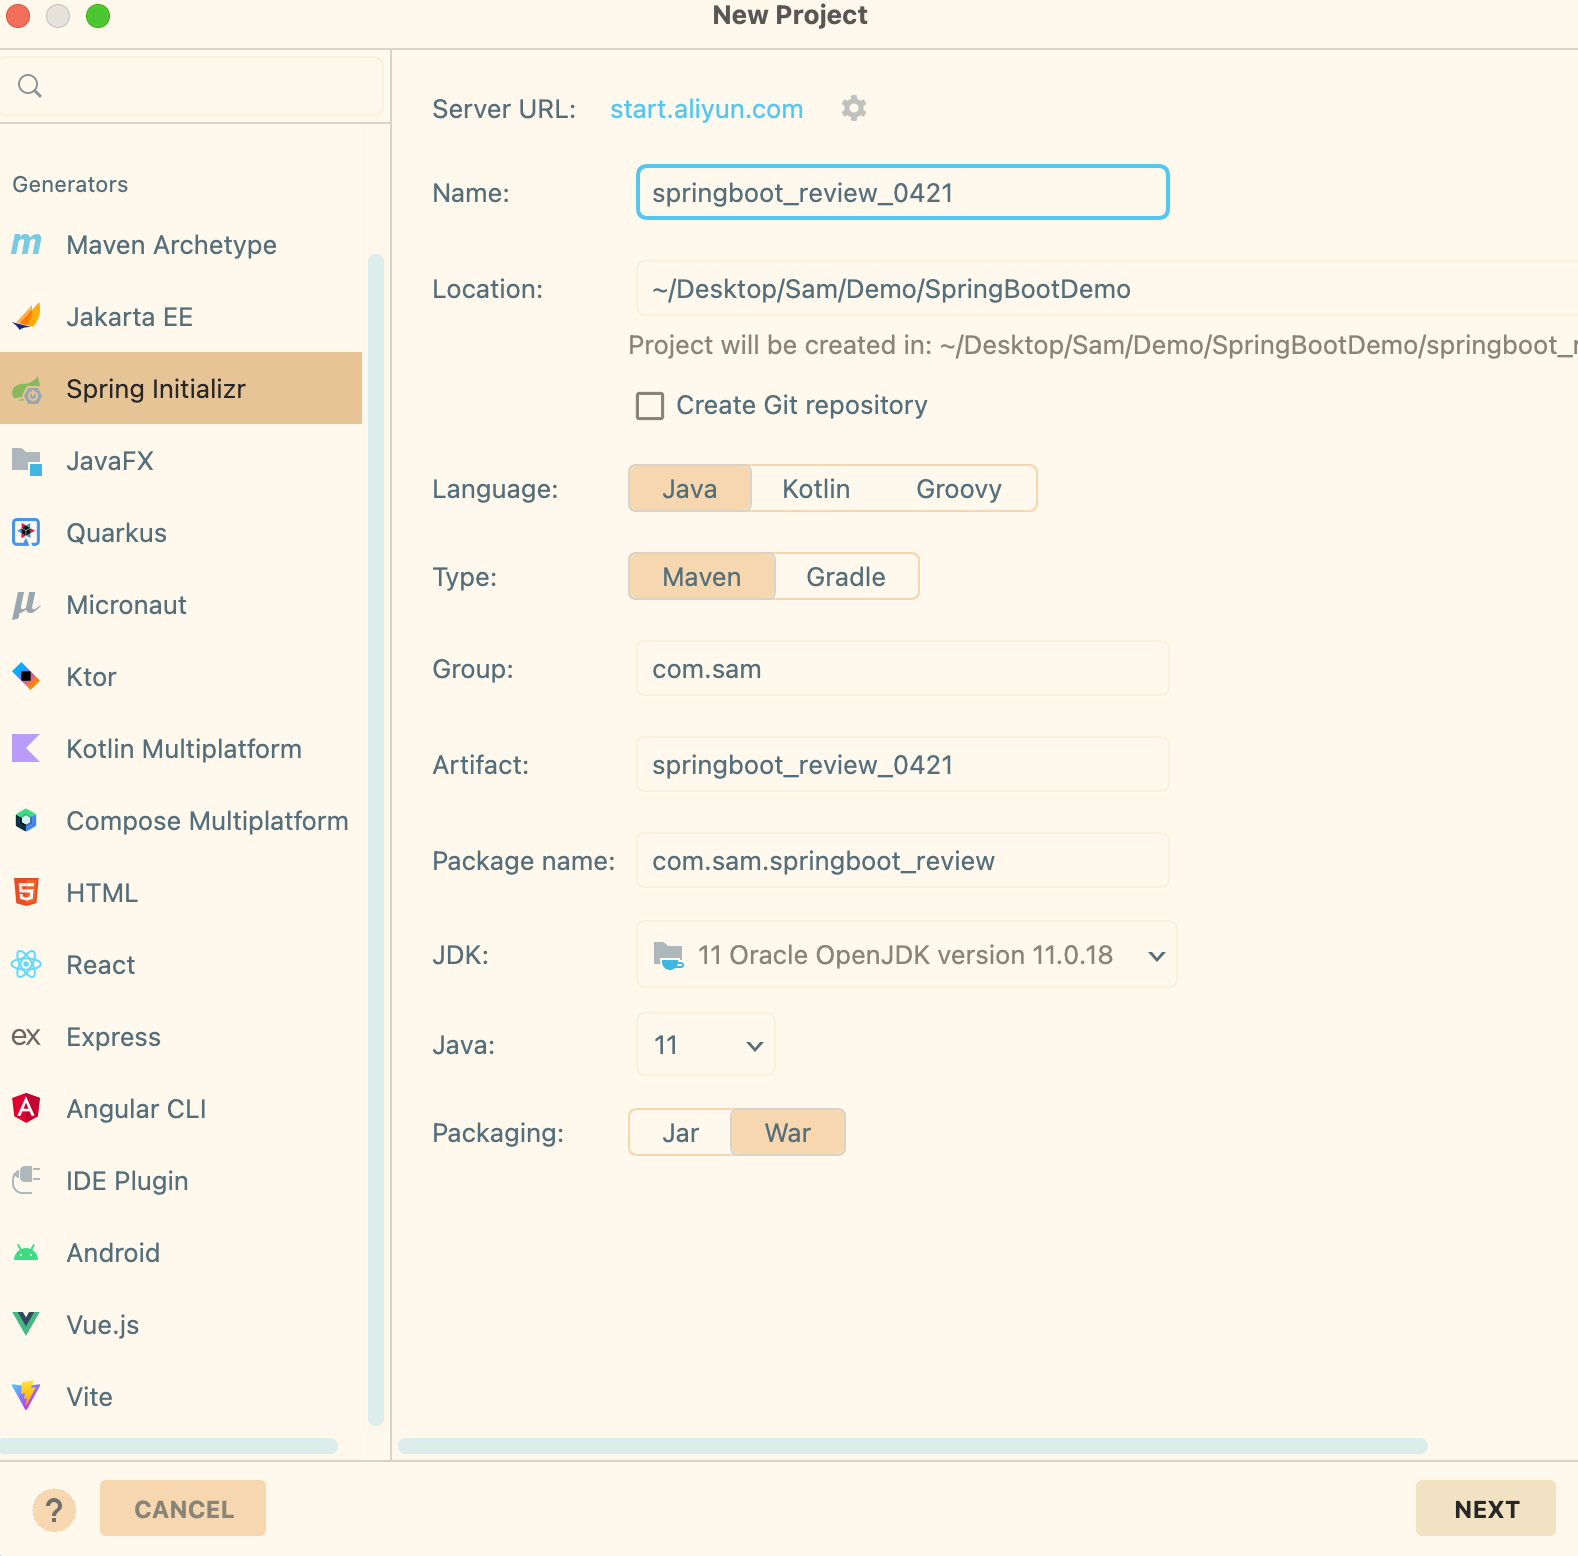 New Project
Generators
Maven Archetype
Jakarta EE
Spring Initializr
JavaFX
Quarkus
Micronaut
Ktor
Kotlin Multiplatform
Compose Multiplatform
HTML
React
ex Express
Angular CLI
IDE Plugin
Android
Vue.js
Vite
Server URL: start.aliyun.com
Name: springboot_review_0421
Location: ~/Desktop/Sam/Demo/SpringBootDemo
Project will be created in: ~/Desktop/Sam/Demo/SpringBootDemo/springboot_r
Create Git repository
Language: Java Kotlin Groovy
Type: Maven Gradle
Group: com.sam
Artifact: springboot_review_0421
Package name: com.sam.springboot_review
JDK: 11 Oracle OpenJDK version 11.0.18
Java: 11
Packaging: Jar War
? CANCEL NEXT